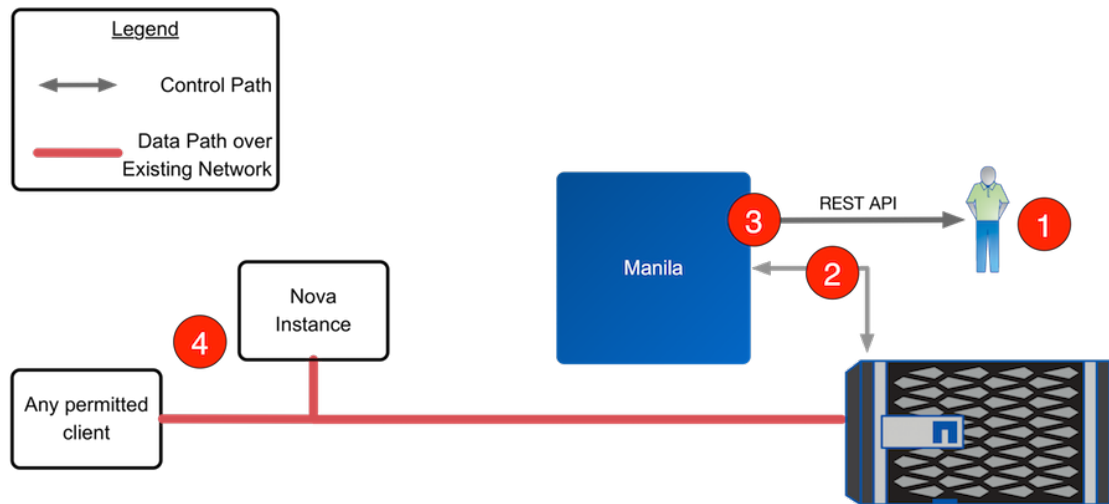 Legend
Control Path
Data Path over
Existing Network
3
REST API
1
Manila
2
Nova
Instance
4
Any permitted
client